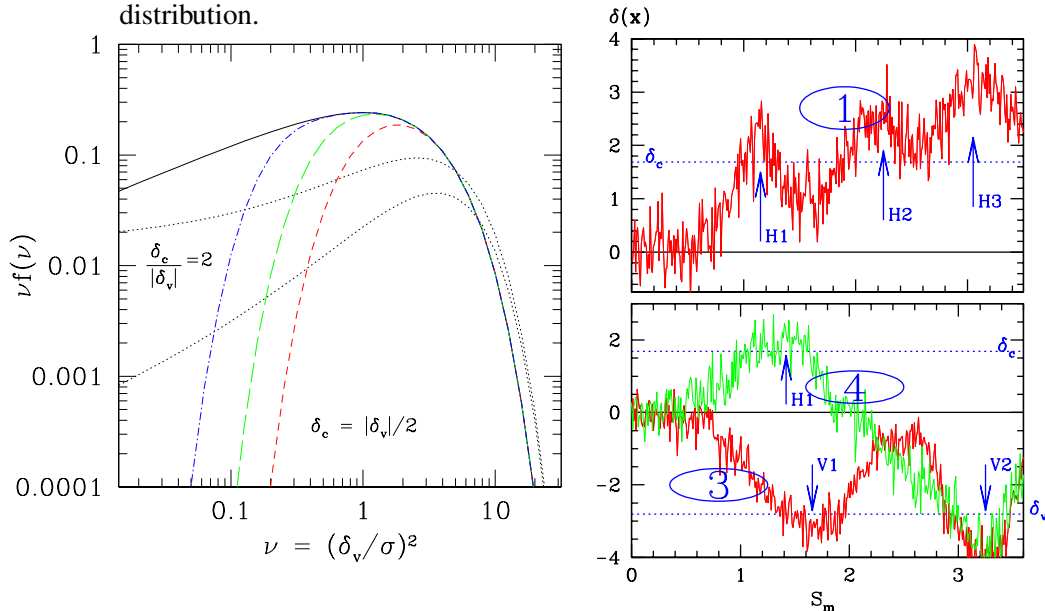 distribution.
1
0.1
0.01
0.001
0.0001
νf(ν)
δc/|δv| =2
δc = |δv|/2
0.1 1 10
ν = (δv/σ)²
δ(x)
4
3
2
1
0
δc
1
H1
H2
H3
2
0
-2
-4
δc
H1
4
3
V1
V2
δv
0 1 2 3
Sm